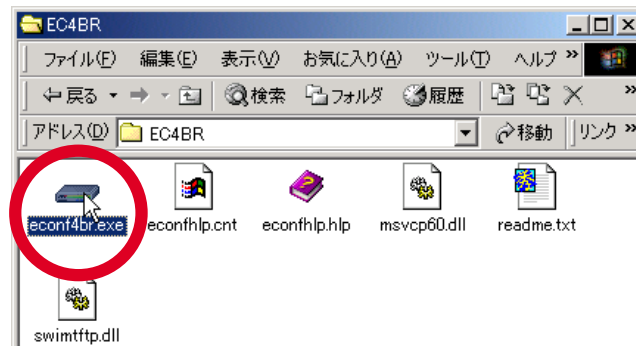 EC4BR
ファイル(F) 編集(E) 表示(V) お気に入り(A) ツール(T) ヘルプ »
戻る 検索 フォルダ 履歴 »
アドレス(D) EC4BR 移動 リンク »
econf4br.exe econfhlp.cnt econfhlp.hlp msvcp60.dll readme.txt
swimtftp.dll